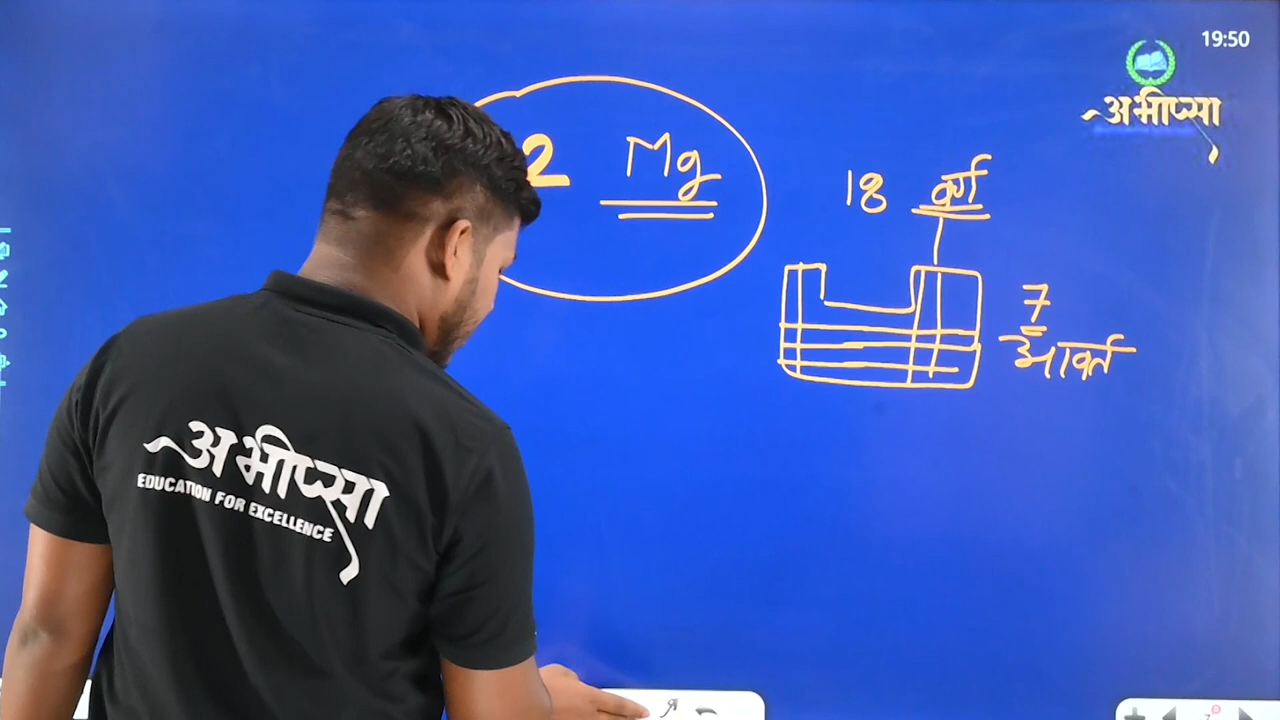 19:50
अभीप्सा
2 Mg
18 वर्ग
7
आवर्त
अभीप्सा
EDUCATION FOR EXCELLENCE